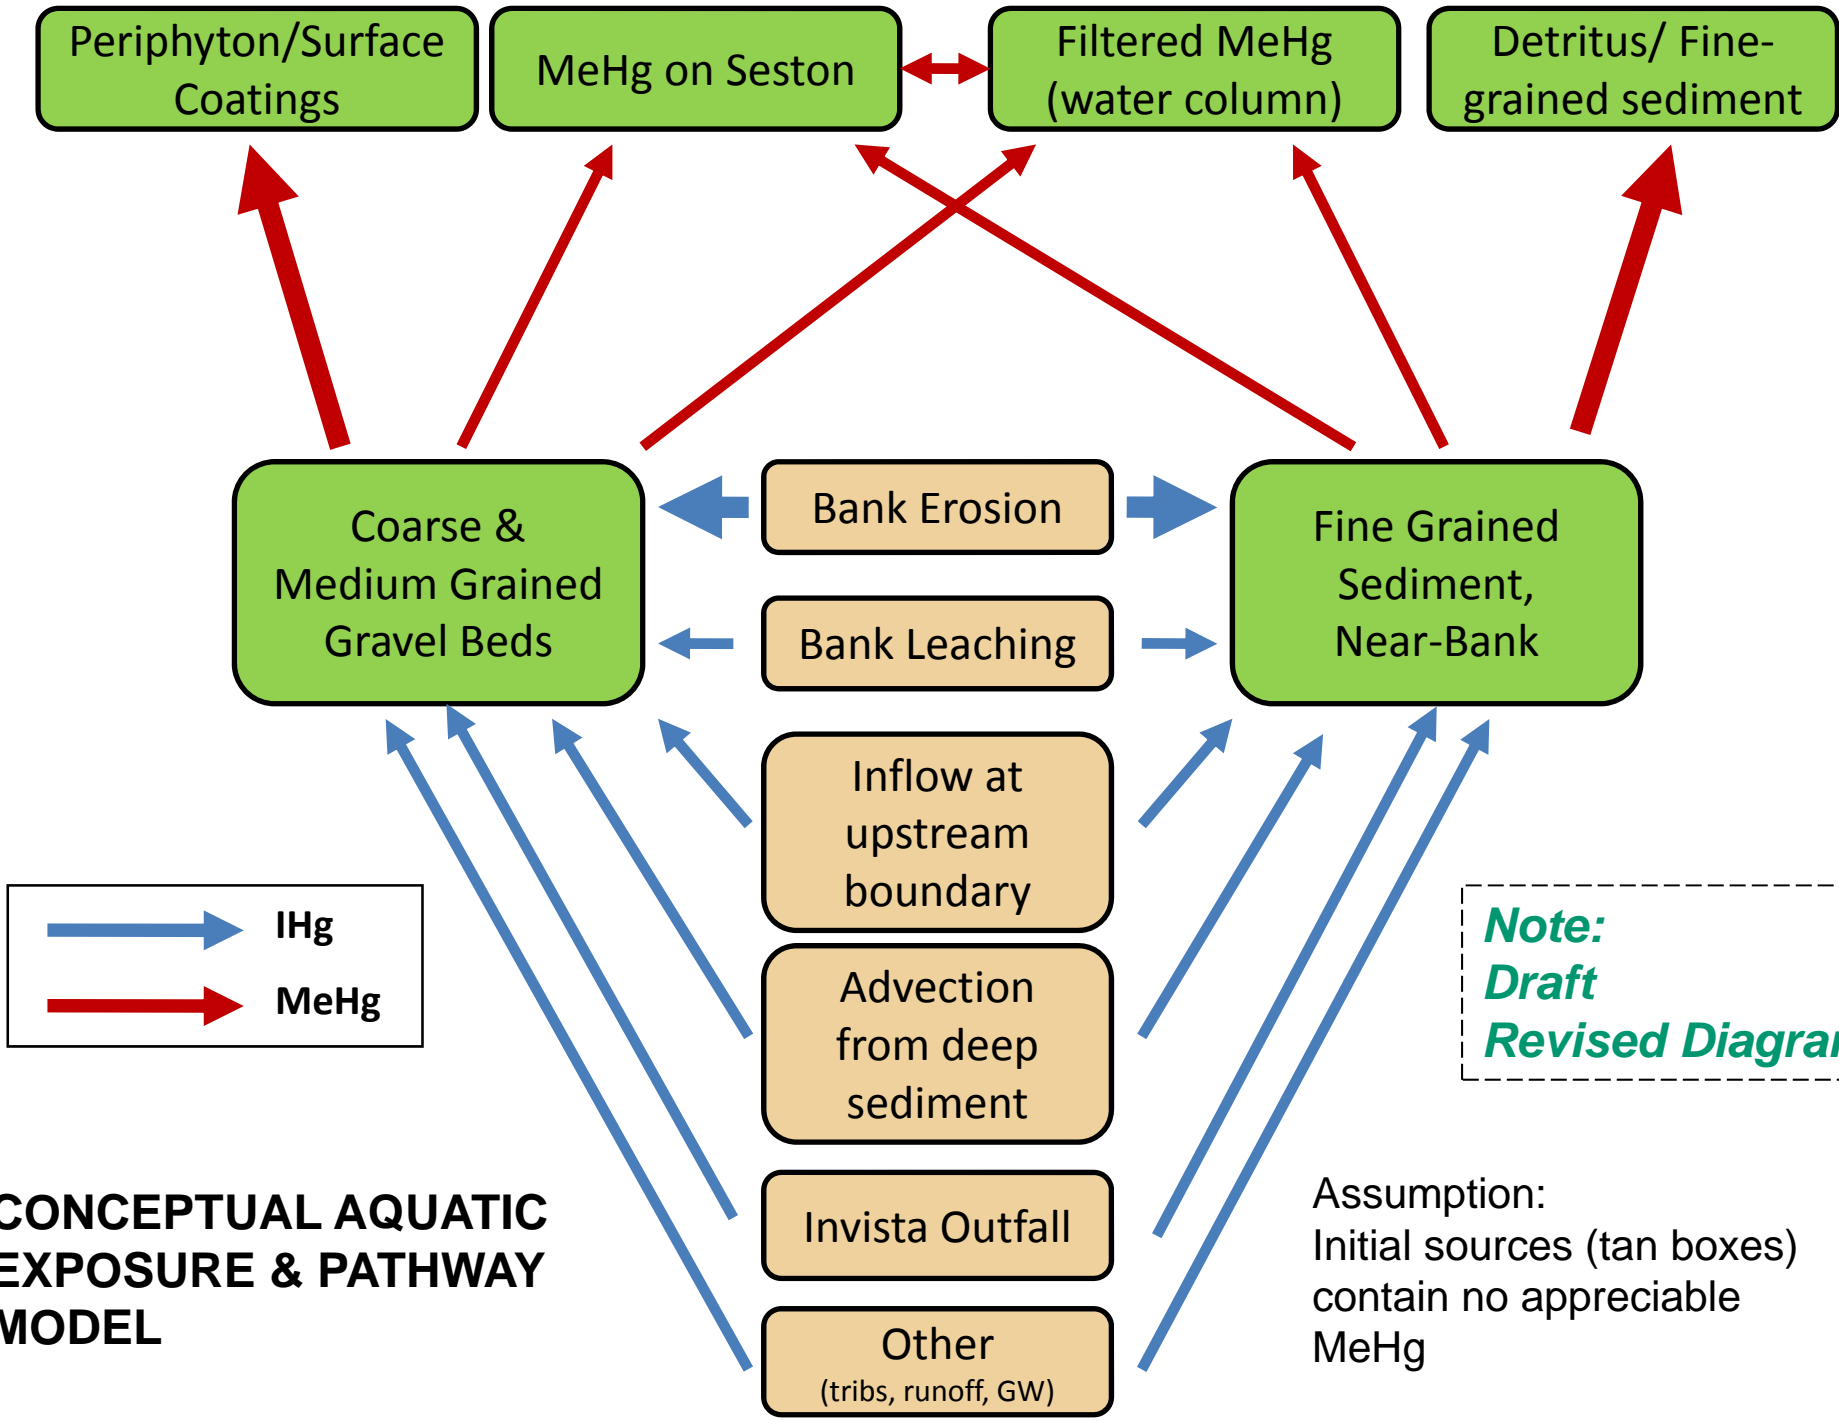 Periphyton/Surface
Coatings
MeHg on Seston
Filtered MeHg
(water column)
Detritus/ Fine-
grained sediment
Coarse &
Medium Grained
Gravel Beds
Bank Erosion
Fine Grained
Sediment,
Near-Bank
Bank Leaching
Inflow at
upstream
boundary
IHg
MeHg
Advection
from deep
sediment
Note:
Draft
Revised Diagram
CONCEPTUAL AQUATIC
EXPOSURE & PATHWAY
MODEL
Invista Outfall
Other
(tribs, runoff, GW)
Assumption:
Initial sources (tan boxes)
contain no appreciable
MeHg